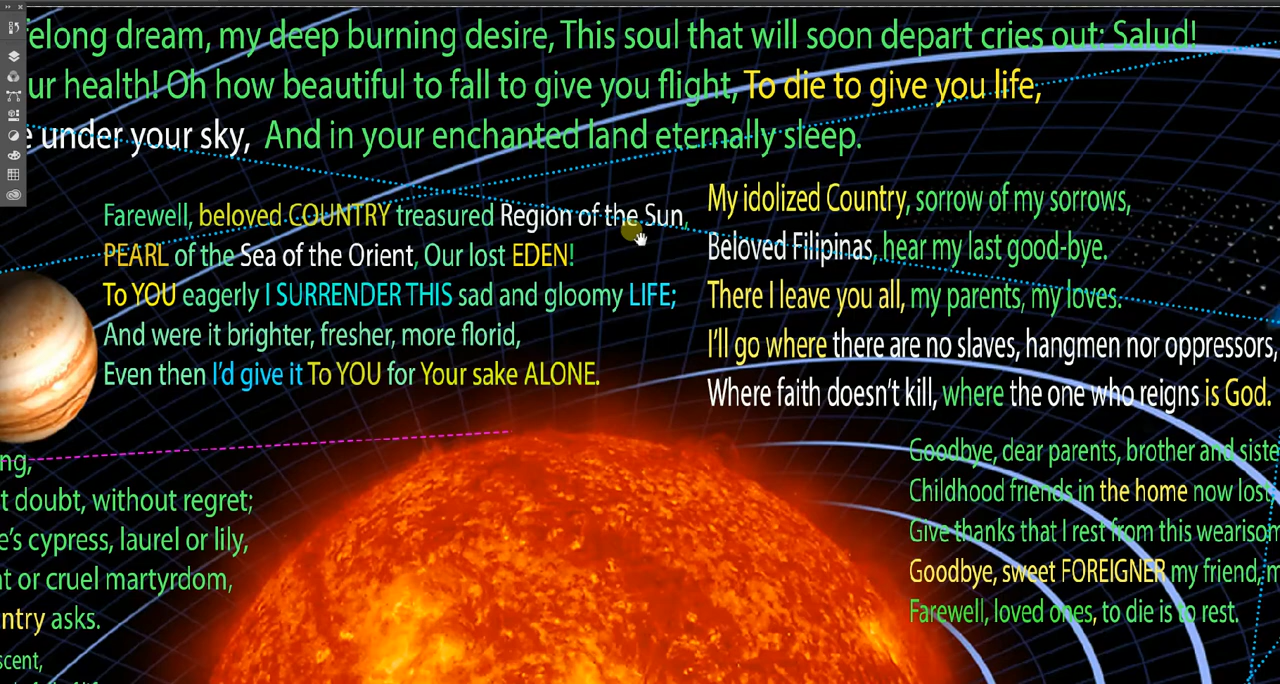 elong dream, my deep burning desire, This soul that will soon depart cries out: Salud!
ur health! Oh how beautiful to fall to give you flight, To die to give you life,
e under your sky, And in your enchanted land eternally sleep.
Farewell, beloved COUNTRY treasured Region of the Sun,
PEARL of the Sea of the Orient, Our lost EDEN!
To YOU eagerly I SURRENDER THIS sad and gloomy LIFE;
And were it brighter, fresher, more florid,
Even then I'd give it To YOU for Your sake ALONE.
My idolized Country, sorrow of my sorrows,
Beloved Filipinas, hear my last good-bye.
There I leave you all, my parents, my loves.
I'll go where there are no slaves, hangmen nor oppressors,
Where faith doesn't kill, where the one who reigns is God.
ng,
t doubt, without regret;
e's cypress, laurel or lily,
at or cruel martyrdom,
ntry asks.
scent,
Goodbye, dear parents, brother and siste
Childhood friends in the home now lost,
Give thanks that I rest from this wearisom
Goodbye, sweet FOREIGNER my friend, m
Farewell, loved ones, to die is to rest.